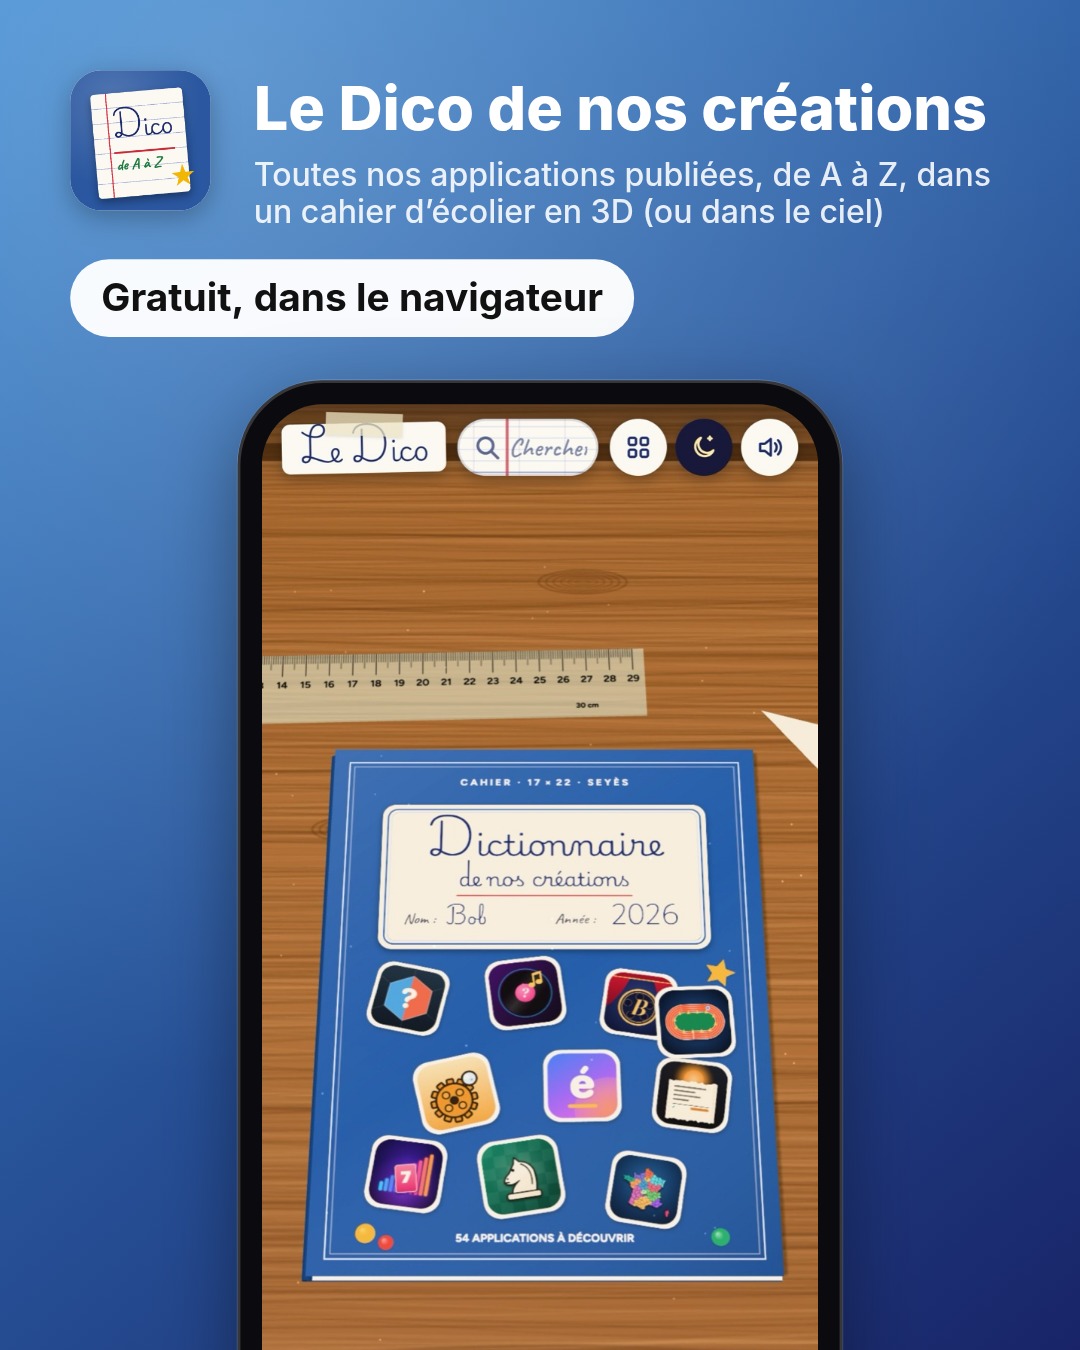 Dico
de A à Z
Le Dico de nos créations
Toutes nos applications publiées, de A à Z, dans
un cahier d’écolier en 3D (ou dans le ciel)
Gratuit, dans le navigateur
Le Dico
Chercher
14 15 16 17 18 19 20 21 22 23 24 25 26 27 28 29
30 cm
CAHIER · 17 × 22 · SEYÈS
Dictionnaire
de nos créations
Nom : Bob Année : 2026
?
?
B
é
7
54 APPLICATIONS À DÉCOUVRIR